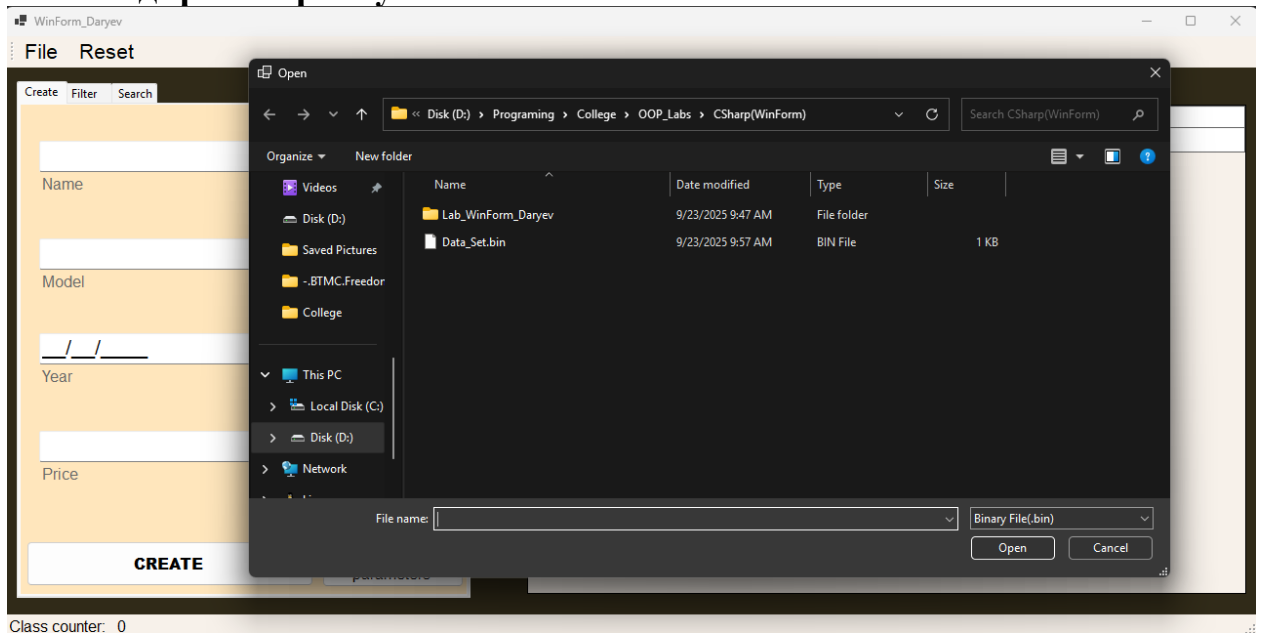 WinForm_Daryev
File Reset
Create Filter Search
Name
Model
__/__/____
Year
Price
CREATE
Open
« Disk (D:) › Programing › College › OOP_Labs › CSharp(WinForm)
Search CSharp(WinForm)
Organize New folder
Videos
Disk (D:)
Saved Pictures
-.BTMC.Freedor
College
This PC
Local Disk (C:)
Disk (D:)
Network
Name Date modified Type Size
Lab_WinForm_Daryev 9/23/2025 9:47 AM File folder
Data_Set.bin 9/23/2025 9:57 AM BIN File 1 KB
File name:
Binary File(.bin)
Open Cancel
Class counter: 0